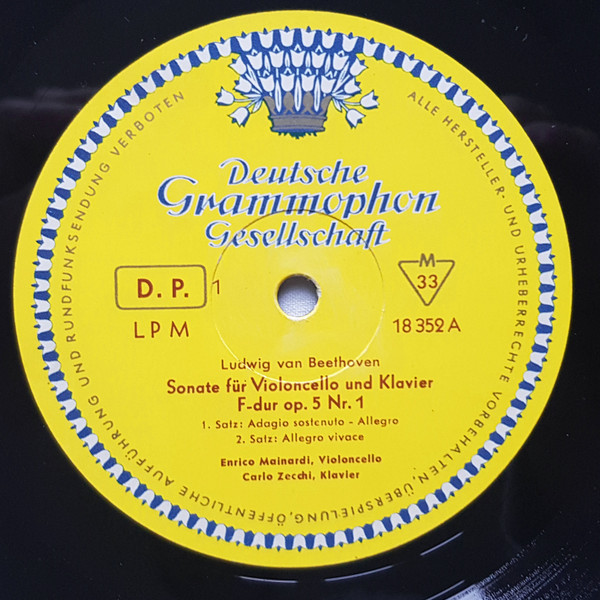 ALLE HERSTELLER- UND URHEBERRECHTE VORBEHALTEN, ÜBERSPIELUNG, ÖFFENTLICHE AUFFÜHRUNG UND RUNDFUNKSENDUNG VERBOTEN
Deutsche
Grammophon
Gesellschaft
D. P. 1
M
33
LPM
18 352 A
Ludwig van Beethoven
Sonate für Violoncello und Klavier
F-dur op. 5 Nr. 1
1. Satz: Adagio sostenuto - Allegro
2. Satz: Allegro vivace
Enrico Mainardi, Violoncello
Carlo Zecchi, Klavier